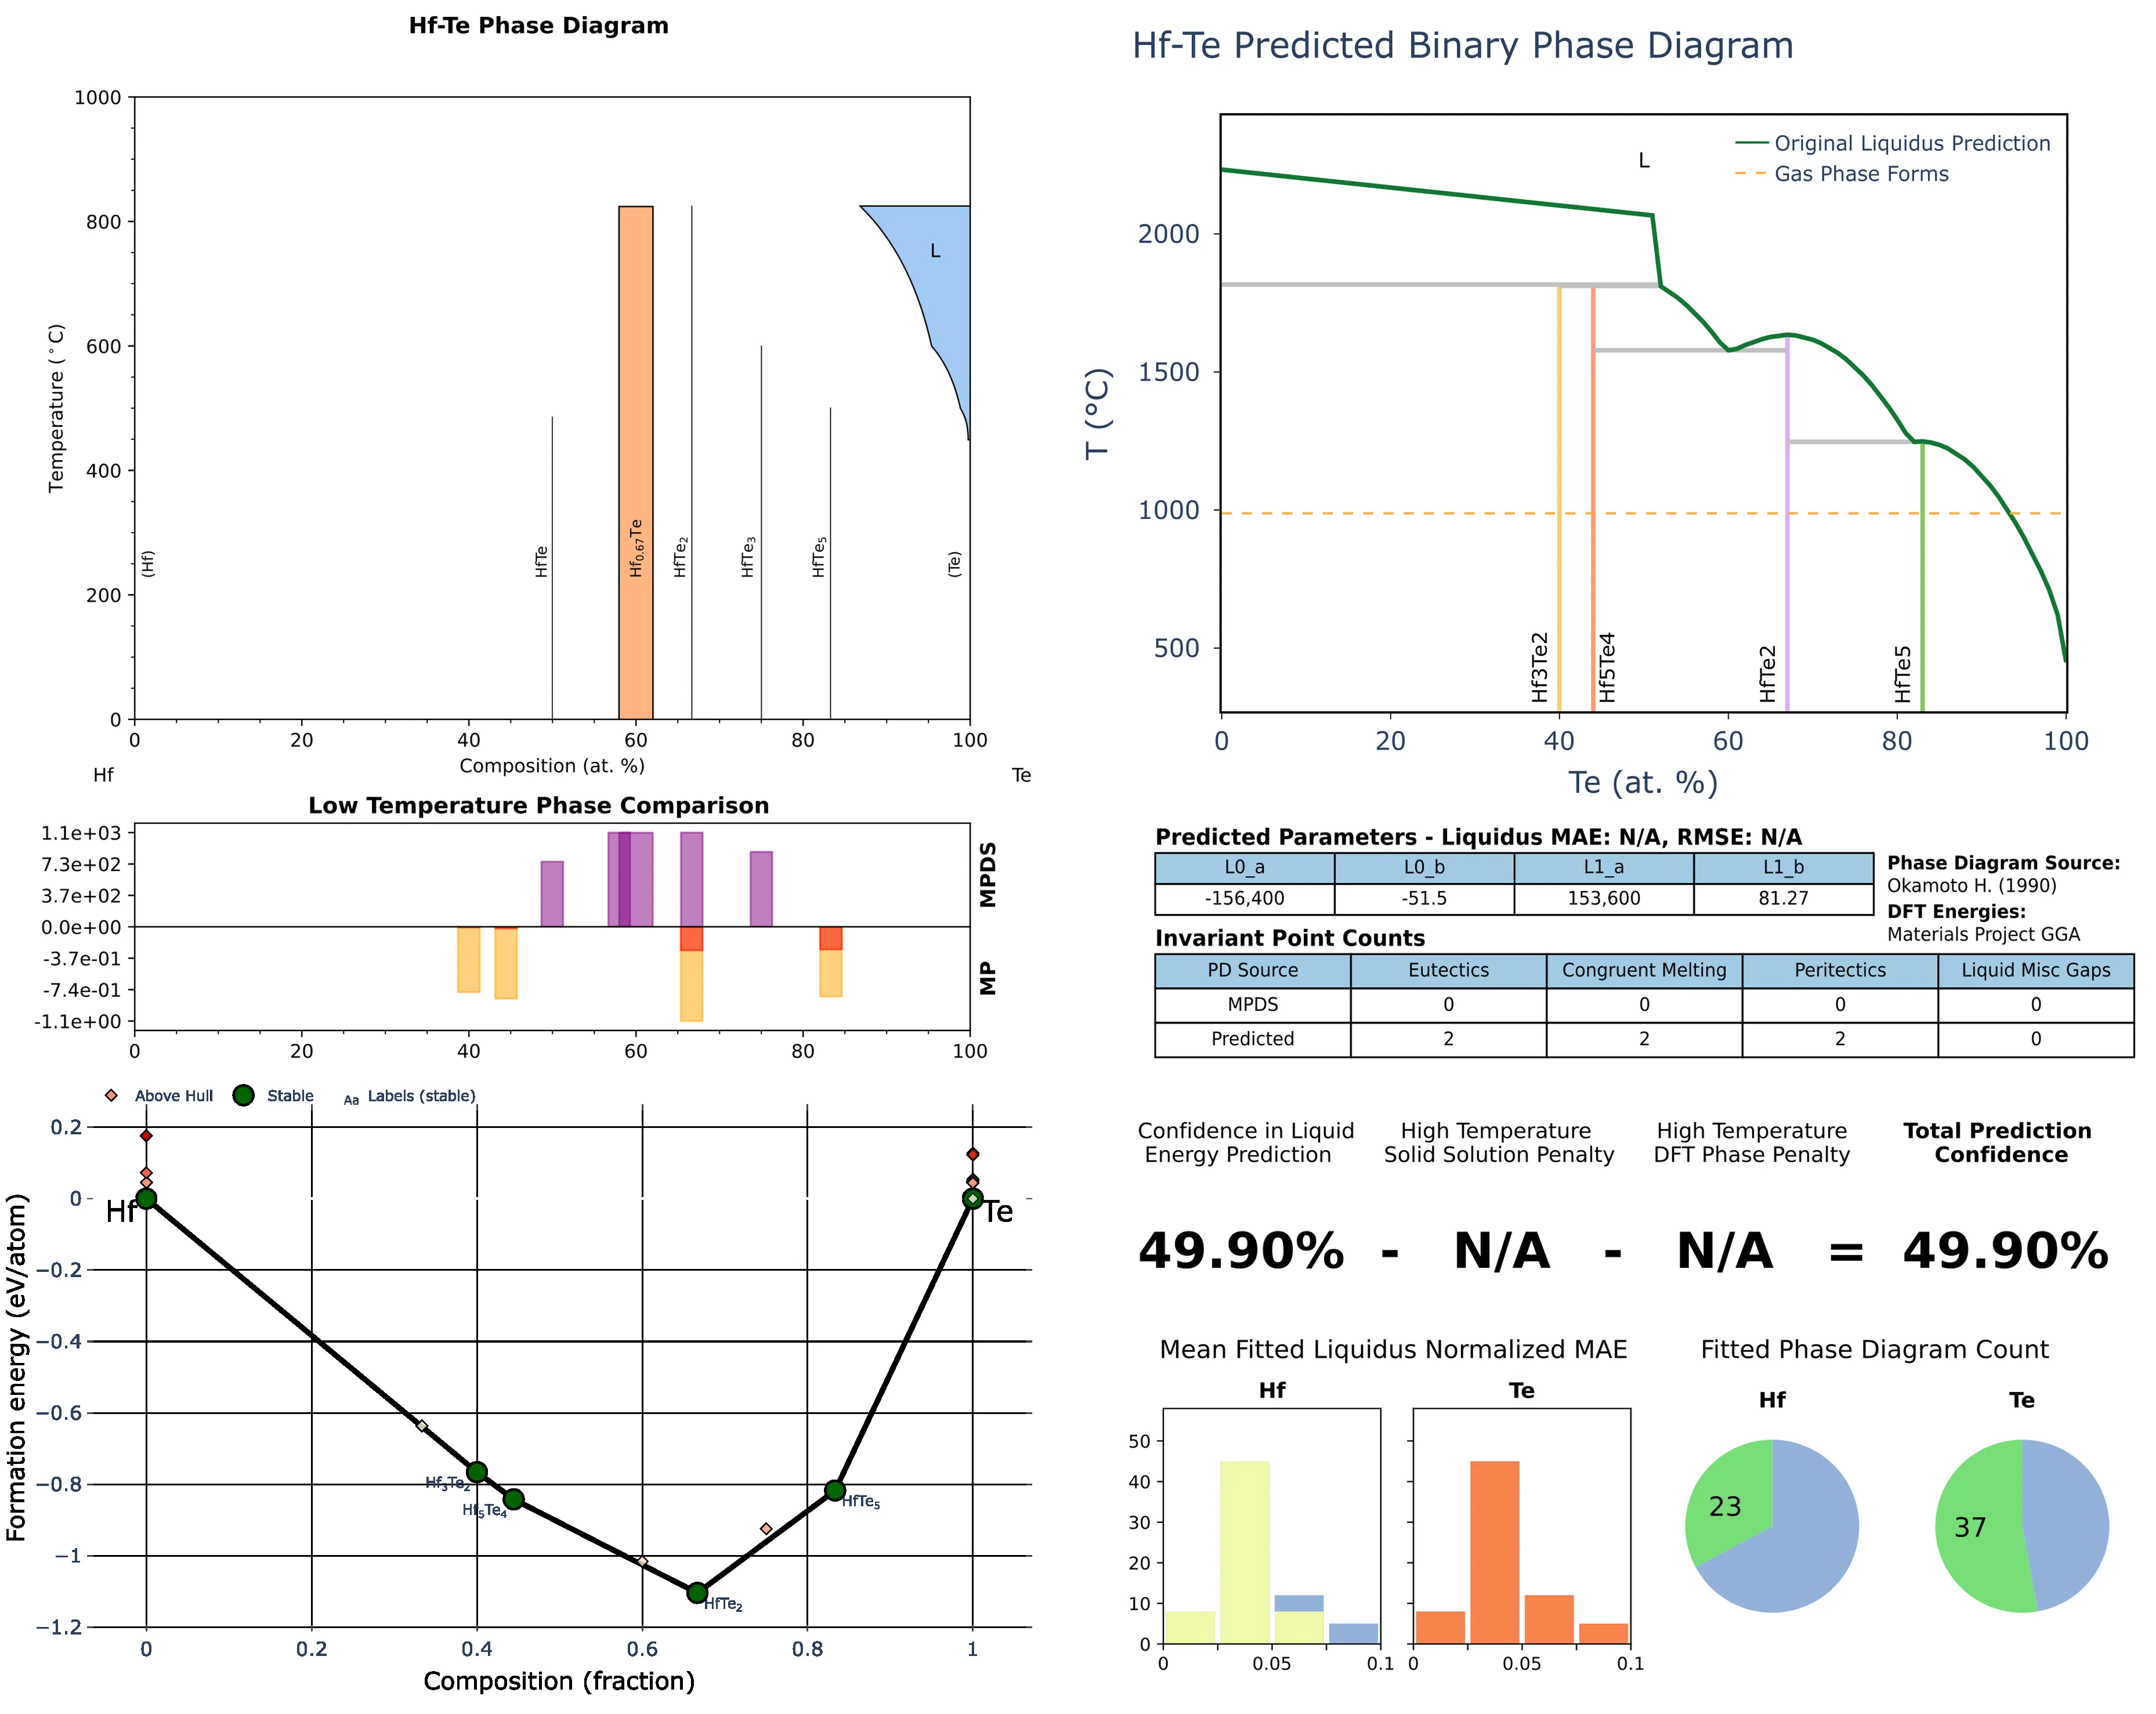 Hf-Te Phase Diagram
1000
800
600
400
200
0
Temperature (°C)
L
(Hf)
HfTe
Hf0.67Te
HfTe2
HfTe3
HfTe5
(Te)
0 20 40 60 80 100
Composition (at. %)
Hf Te
Low Temperature Phase Comparison
1.1e+03
7.3e+02
3.7e+02
0.0e+00
-3.7e-01
-7.4e-01
-1.1e+00
MPDS
MP
0 20 40 60 80 100
Above Hull Stable Aa Labels (stable)
0.2
0
−0.2
−0.4
−0.6
−0.8
−1
−1.2
Formation energy (eV/atom)
Hf
Te
Hf3Te2
Hf5Te4
HfTe5
HfTe2
0 0.2 0.4 0.6 0.8 1
Composition (fraction)
Hf-Te Predicted Binary Phase Diagram
L
Original Liquidus Prediction
Gas Phase Forms
2000
1500
1000
500
T (°C)
Hf3Te2
Hf5Te4
HfTe2
HfTe5
0 20 40 60 80 100
Te (at. %)
Predicted Parameters - Liquidus MAE: N/A, RMSE: N/A
L0_a L0_b L1_a L1_b
-156,400 -51.5 153,600 81.27
Phase Diagram Source:
Okamoto H. (1990)
DFT Energies:
Materials Project GGA
Invariant Point Counts
PD Source Eutectics Congruent Melting Peritectics Liquid Misc Gaps
MPDS 0 0 0 0
Predicted 2 2 2 0
Confidence in Liquid
Energy Prediction
High Temperature
Solid Solution Penalty
High Temperature
DFT Phase Penalty
Total Prediction
Confidence
49.90% - N/A - N/A = 49.90%
Mean Fitted Liquidus Normalized MAE
Hf
Te
50
40
30
20
10
0
0 0.05 0.1
0 0.05 0.1
Fitted Phase Diagram Count
Hf
Te
23
37